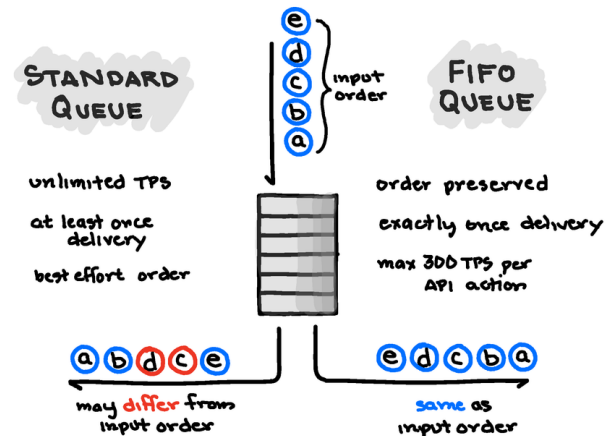 STANDARD
QUEUE
unlimited TPS
at least once
delivery
best effort order
e
d
c
b
a
input
order
FIFO
QUEUE
order preserved
exactly once delivery
max 300 TPS per
API action
a b d c e
may differ from
input order
e d c b a
same as
input order